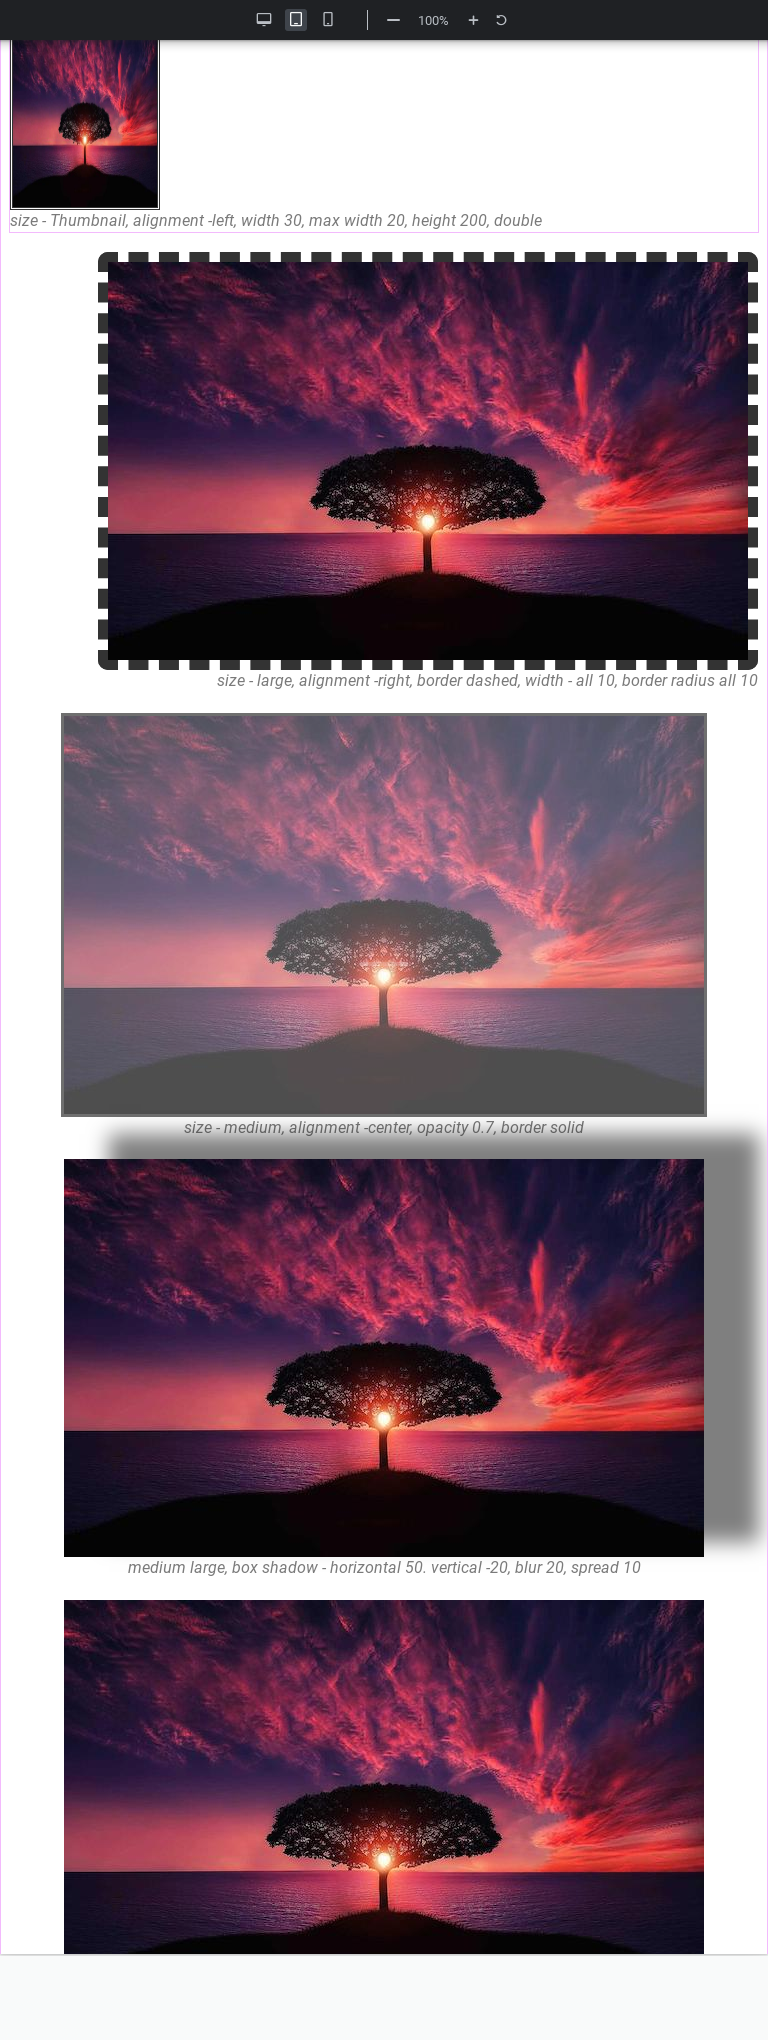 100%
size - Thumbnail, alignment -left, width 30, max width 20, height 200, double
size - large, alignment -right, border dashed, width - all 10, border radius all 10
size - medium, alignment -center, opacity 0.7, border solid
medium large, box shadow - horizontal 50. vertical -20, blur 20, spread 10